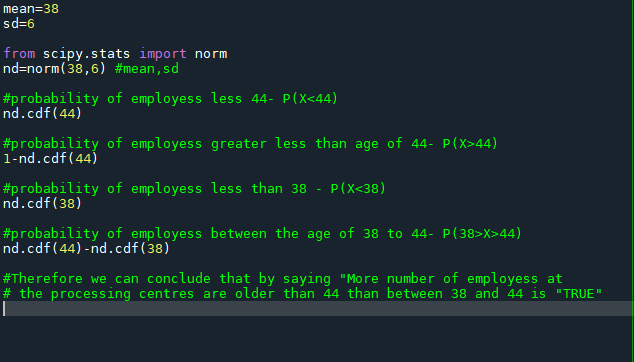 mean=38
sd=6
from scipy.stats import norm
nd=norm(38,6) #mean,sd
#probability of employess less 44- P(X<44)
nd.cdf(44)
#probability of employess greater less than age of 44- P(X>44)
1-nd.cdf(44)
#probability of employess less than 38 - P(X<38)
nd.cdf(38)
#probability of employess between the age of 38 to 44- P(38>X>44)
nd.cdf(44)-nd.cdf(38)
#Therefore we can conclude that by saying "More number of employess at
# the processing centres are older than 44 than between 38 and 44 is "TRUE"